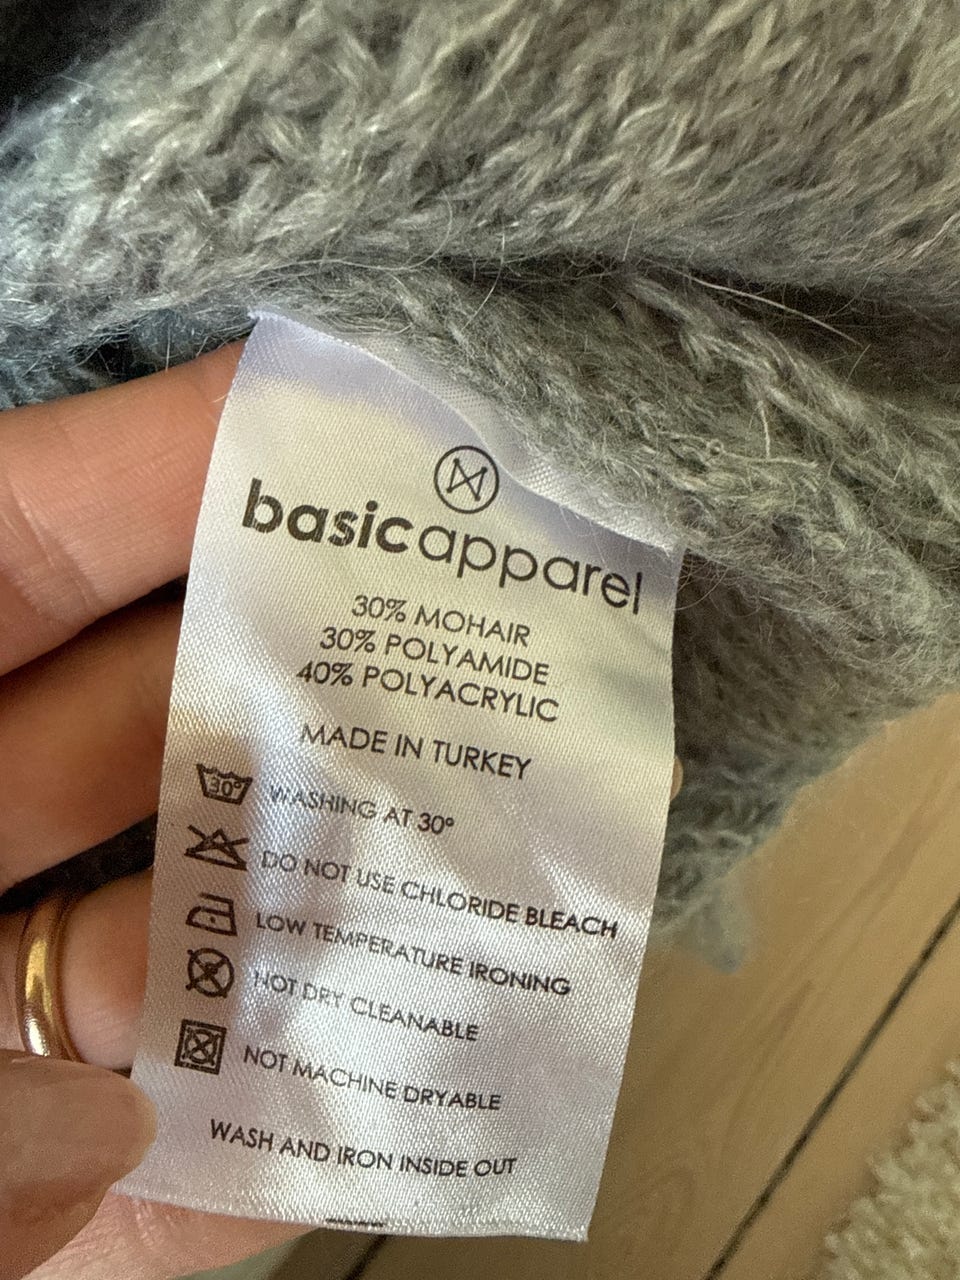 basicapparel
30% MOHAIR
30% POLYAMIDE
40% POLYACRYLIC
MADE IN TURKEY
30° WASHING AT 30°
DO NOT USE CHLORIDE BLEACH
LOW TEMPERATURE IRONING
NOT DRY CLEANABLE
NOT MACHINE DRYABLE
WASH AND IRON INSIDE OUT